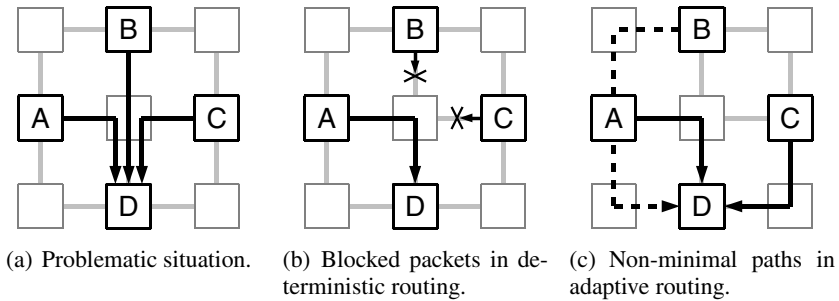 B
A
C
D
B
A
C
D
B
A
C
D
(a) Problematic situation.
(b) Blocked packets in de-
terministic routing.
(c) Non-minimal paths in
adaptive routing.